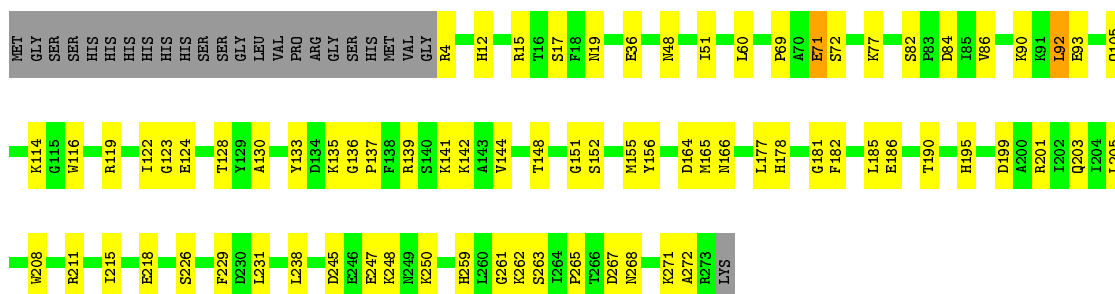 MET GLY SER SER HIS HIS HIS HIS HIS HIS SER SER GLY LEU VAL PRO ARG GLY SER HIS MET VAL GLY R4 H12 R15 T16 S17 F18 N19 E36 N48 I51 L60 P69 A70 E71 S72 K77 S82 P83 D84 I85 V86 K90 K91 L92 E93
K114 G115 W116 R119 I122 G123 E124 T128 Y129 A130 Y133 D134 K135 G136 P137 F138 R139 S140 K141 K142 A143 V144 T148 G151 S152 M155 Y156 D164 M165 N166 L177 H178 G181 F182 L185 E186 T190 H195 D199 A200 R201 I202 Q203 I204
W208 R211 I215 E218 S226 F229 D230 L231 L238 D245 E246 E247 K248 N249 K250 H259 L260 G261 K262 S263 I264 P265 T266 D267 N268 K271 A272 R273 LYS